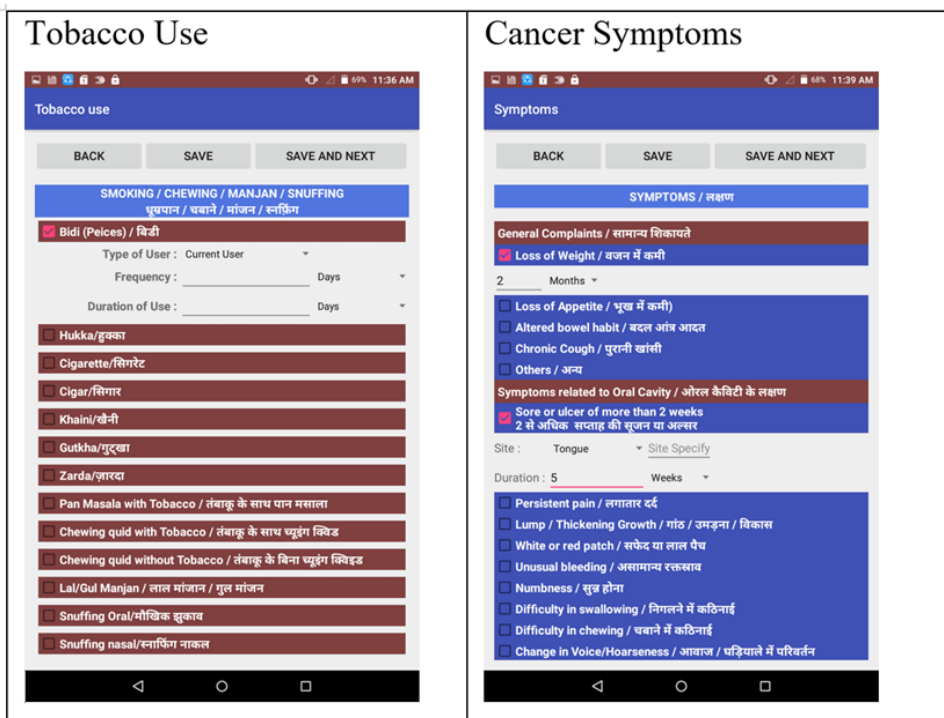 Tobacco Use
69% 11:36 AM
Tobacco use
BACK SAVE SAVE AND NEXT
SMOKING / CHEWING / MANJAN / SNUFFING
धूम्रपान / चबाने / मांजन / स्नफ़िंग
Bidi (Peices) / बिडी
Type of User : Current User
Frequency : Days
Duration of Use : Days
Hukka/हुक्का
Cigarette/सिगरेट
Cigar/सिगार
Khaini/खैनी
Gutkha/गुट्खा
Zarda/ज़ारदा
Pan Masala with Tobacco / तंबाकू के साथ पान मसाला
Chewing quid with Tobacco / तंबाकू के साथ च्यूइंग क्विड
Chewing quid without Tobacco / तंबाकू के बिना च्यूइंग क्विड्ड
Lal/Gul Manjan / लाल मांजान / गुल मांजन
Snuffing Oral/मौखिक झुकाव
Snuffing nasal/स्नाफिंग नाकल
Cancer Symptoms
68% 11:39 AM
Symptoms
BACK SAVE SAVE AND NEXT
SYMPTOMS / लक्षण
General Complaints / सामान्य शिकायते
Loss of Weight / वजन में कमी
2 Months
Loss of Appetite / भूख में कमी)
Altered bowel habit / बदल आंत्र आदत
Chronic Cough / पुरानी खांसी
Others / अन्य
Symptoms related to Oral Cavity / ओरल कैविटी के लक्षण
Sore or ulcer of more than 2 weeks
2 से अधिक सप्ताह की सूजन या अल्सर
Site : Tongue Site Specify
Duration : 5 Weeks
Persistent pain / लगातार दर्द
Lump / Thickening Growth / गांठ / उमड़ना / विकास
White or red patch / सफेद या लाल पैच
Unusual bleeding / असामान्य रक्तस्राव
Numbness / सुन्न होना
Difficulty in swallowing / निगलने में कठिनाई
Difficulty in chewing / चबाने में कठिनाई
Change in Voice/Hoarseness / आवाज / घड़ियाले में परिवर्तन